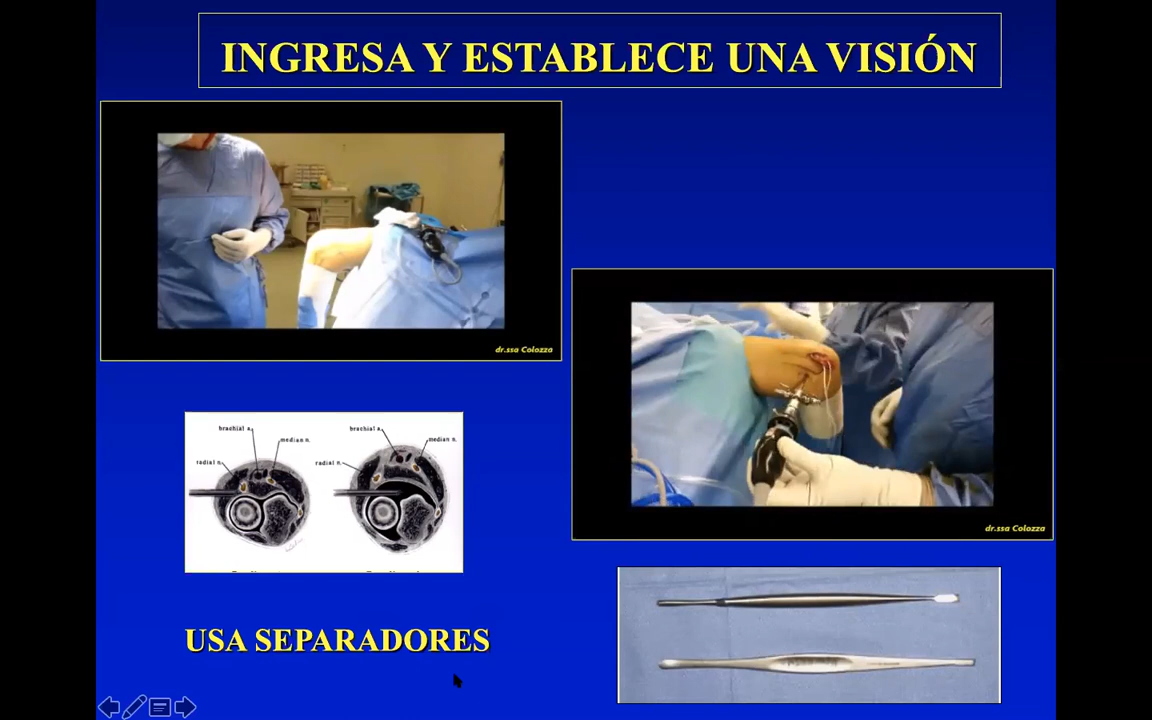 INGRESA Y ESTABLECE UNA VISIÓN
dr.ssa Colozza
dr.ssa Colozza
brachial a.
median n.
radial n.
brachial a.
median n.
radial n.
USA SEPARADORES